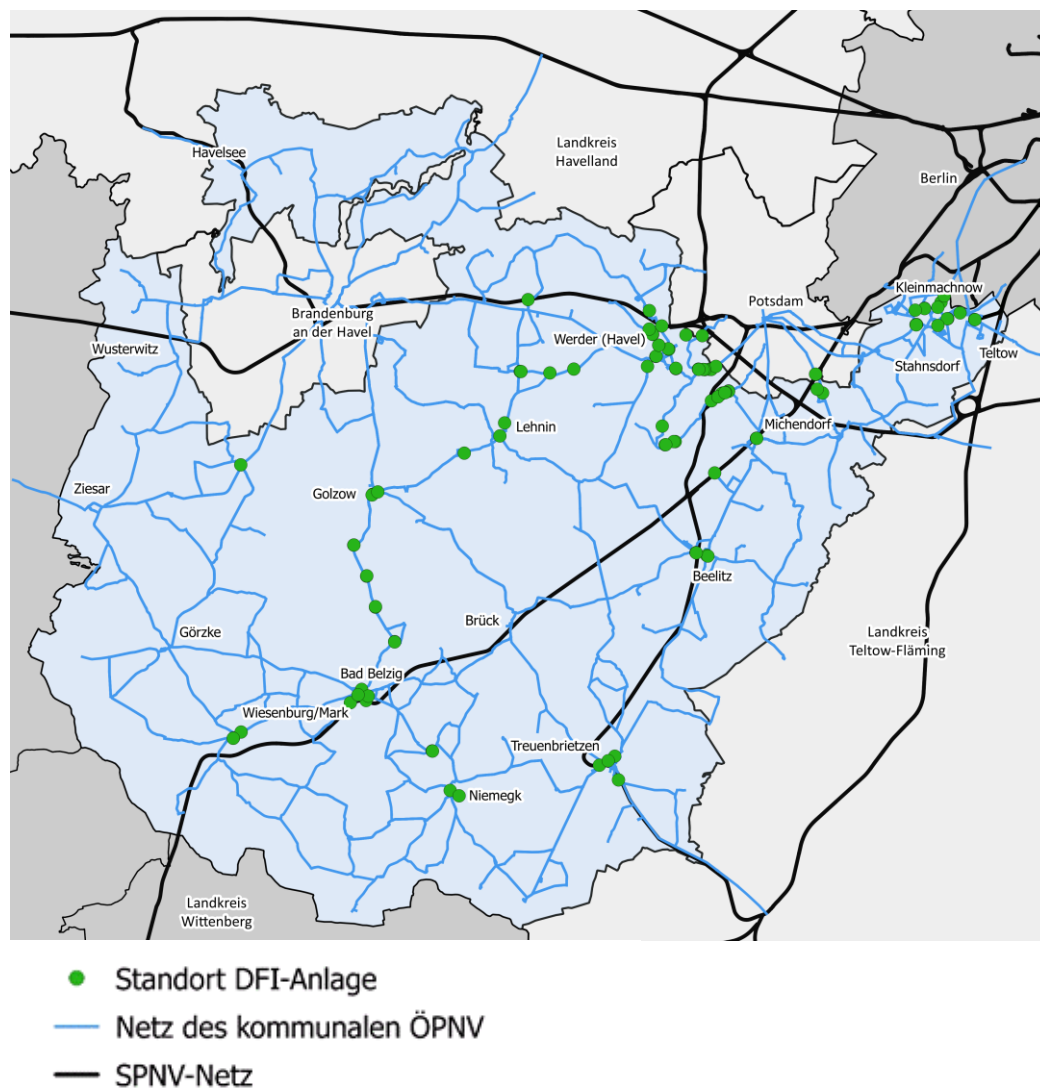 Landkreis
Havelland
Havelsee
Berlin
Kleinmachnow
Potsdam
Brandenburg
an der Havel
Werder (Havel)
Wusterwitz
Teltow
Stahnsdorf
Lehnin
Michendorf
Ziesar
Golzow
Beelitz
Brück
Görzke
Landkreis
Teltow-Fläming
Bad Belzig
Wiesenburg/Mark
Treuenbrietzen
Niemegk
Landkreis
Wittenberg
Standort DFI-Anlage
Netz des kommunalen ÖPNV
SPNV-Netz